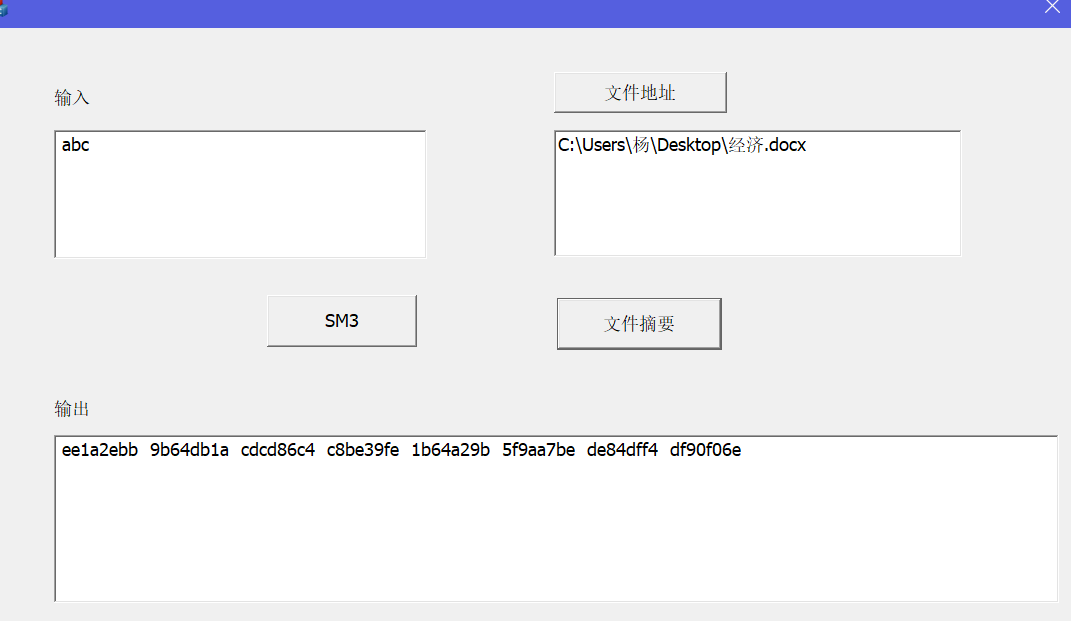 输入
文件地址
abc
C:\Users\杨\Desktop\经济.docx
SM3
文件摘要
输出
ee1a2ebb 9b64db1a cdcd86c4 c8be39fe 1b64a29b 5f9aa7be de84dff4 df90f06e